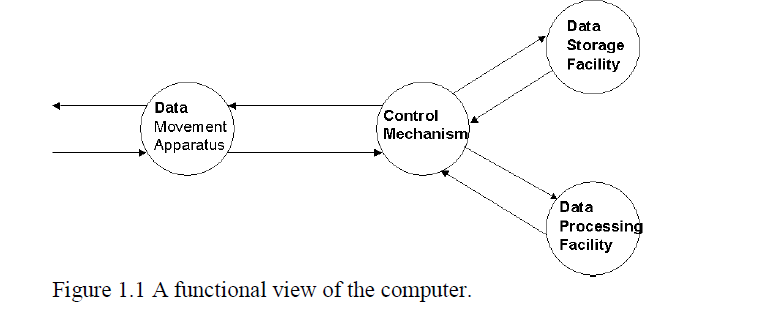 Data
Storage
Facility
Data
Movement
Apparatus
Control
Mechanism
Data
Processing
Facility
Figure 1.1 A functional view of the computer.